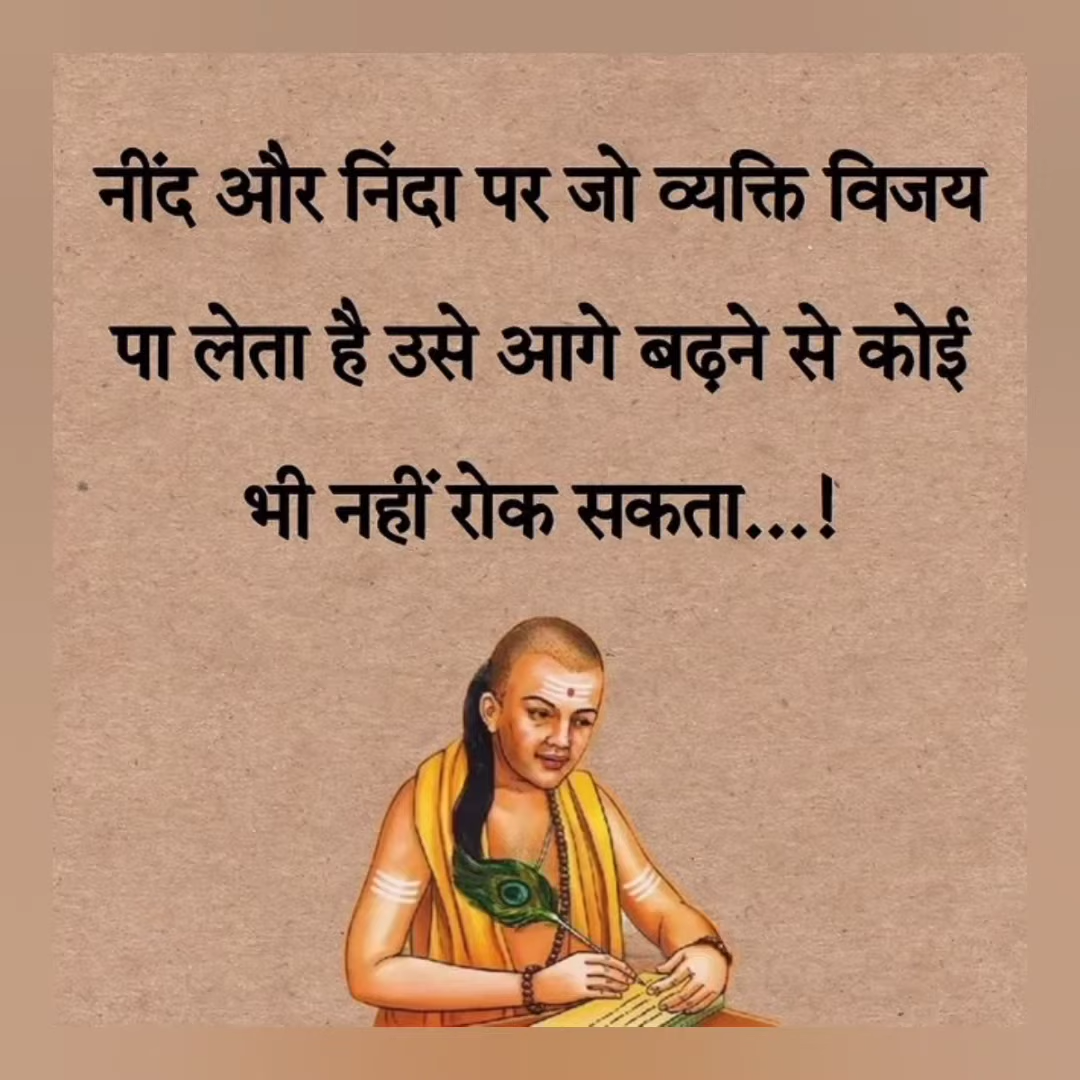 नींद और निंदा पर जो व्यक्ति विजय
पा लेता है उसे आगे बढ़ने से कोई
भी नहीं रोक सकता...!